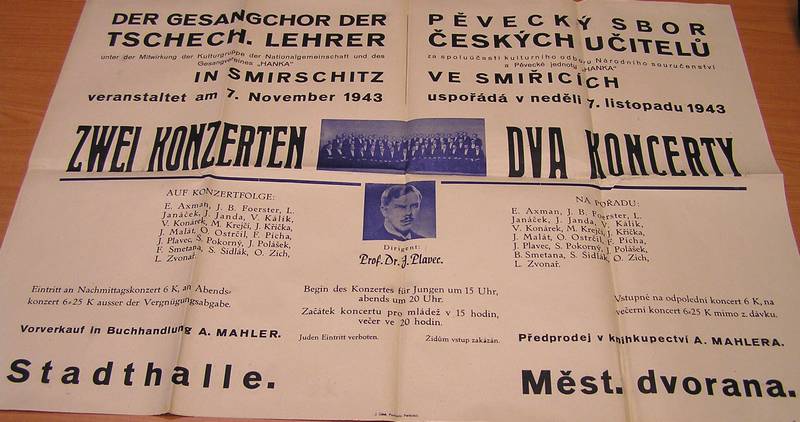 DER GESANGCHOR DER
TSCHECH. LEHRER
unter der Mitwirkung der Kulturgruppe der Nationalgemeinschaft und des
Gesangvereines „HANKA"
IN SMIRSCHITZ
veranstaltet am 7. November 1943
PĚVECKÝ SBOR
ČESKÝCH UČITELŮ
za spoluúčasti kulturního odboru Národního souručenství
a Pěvecké jednoty „HANKA"
VE SMIŘICÍCH
uspořádá v neděli 7. listopadu 1943
ZWEI KONZERTEN
DVA KONCERTY
AUF KONZERTFOLGE:
E. Axman, J. B. Foerster, L.
Janáček, J. Janda, V. Kálik,
V. Konárek, M. Krejčí, J. Křička,
J. Malát, O. Ostrčil, F. Picha,
J. Plavec, S. Pokorný, J. Polášek,
F. Smetana, S. Šidlák, O. Zich,
L. Zvonař.
Dirigent:
Prof. Dr. J. Plavec.
NA POŘADU:
E. Axman, J. B. Foerster, L.
Janáček, J. Janda, V. Kálik,
V. Konárek, M. Krejčí, J. Křička,
J. Malát, O. Ostrčil, F. Picha,
J. Plavec, S. Pokorný, J. Polášek,
B. Smetana, S. Šidlák, O. Zich,
L. Zvonař.
Eintritt an Nachmittagskonzert 6 K, an Abends-
konzert 6·25 K ausser der Vergnügungsabgabe.
Vorverkauf in Buchhandlung A. MAHLER.
Begin des Konzertes für Jungen um 15 Uhr,
abends um 20 Uhr.
Začátek koncertu pro mládež v 15 hodin,
večer ve 20 hodin.
Juden Eintritt verboten.
Židům vstup zakázán.
Vstupné na odpolední koncert 6 K, na
večerní koncert 6·25 K mimo z. dávku.
Předprodej v knihkupectví A. MAHLERA.
Stadthalle.
Měst. dvorana.